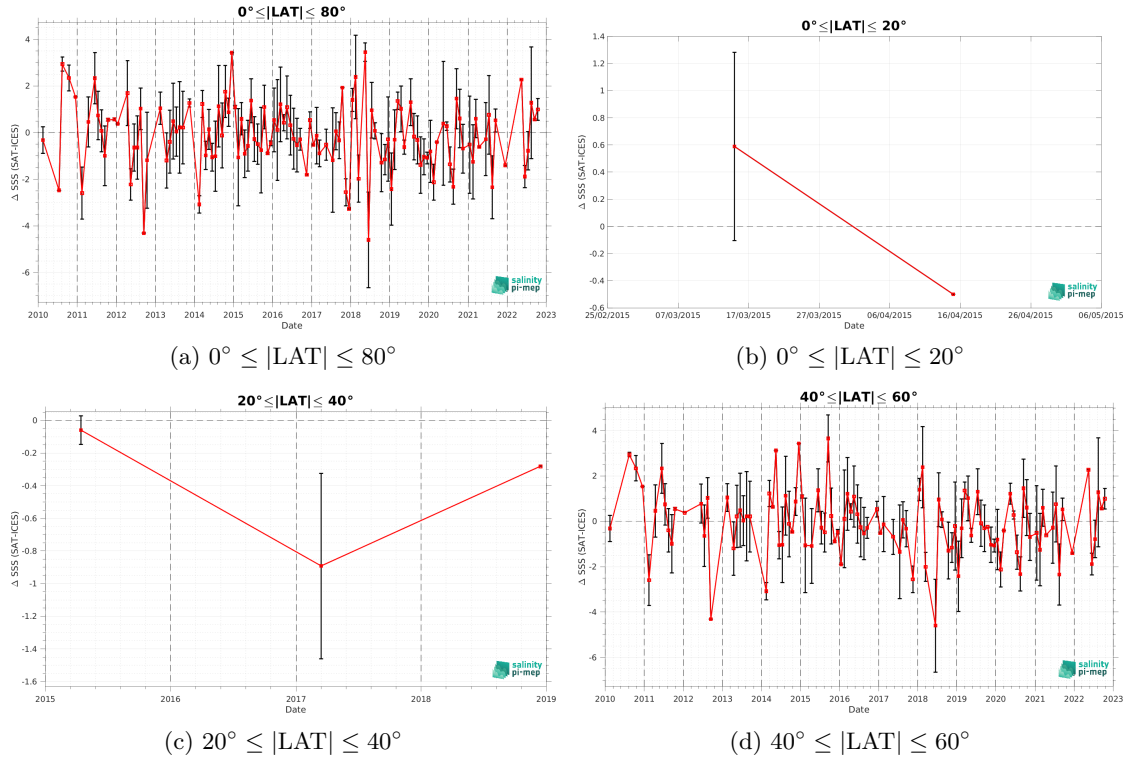 0°≤|LAT|≤ 80°
4
2
0
-2
-4
-6
Δ SSS (SAT-ICES)
2010 2011 2012 2013 2014 2015 2016 2017 2018 2019 2020 2021 2022 2023
Date
salinity
pi-mep
(a) 0° ≤ |LAT| ≤ 80°
0°≤|LAT|≤ 20°
1.4
1.2
1
0.8
0.6
0.4
0.2
0
-0.2
-0.4
-0.6
Δ SSS (SAT-ICES)
25/02/2015 07/03/2015 17/03/2015 27/03/2015 06/04/2015 16/04/2015 26/04/2015 06/05/2015
Date
salinity
pi-mep
(b) 0° ≤ |LAT| ≤ 20°
20°≤|LAT|≤ 40°
0
-0.2
-0.4
-0.6
-0.8
-1
-1.2
-1.4
-1.6
Δ SSS (SAT-ICES)
2015 2016 2017 2018 2019
Date
salinity
pi-mep
(c) 20° ≤ |LAT| ≤ 40°
40°≤|LAT|≤ 60°
4
2
0
-2
-4
-6
Δ SSS (SAT-ICES)
2010 2011 2012 2013 2014 2015 2016 2017 2018 2019 2020 2021 2022 2023
Date
salinity
pi-mep
(d) 40° ≤ |LAT| ≤ 60°